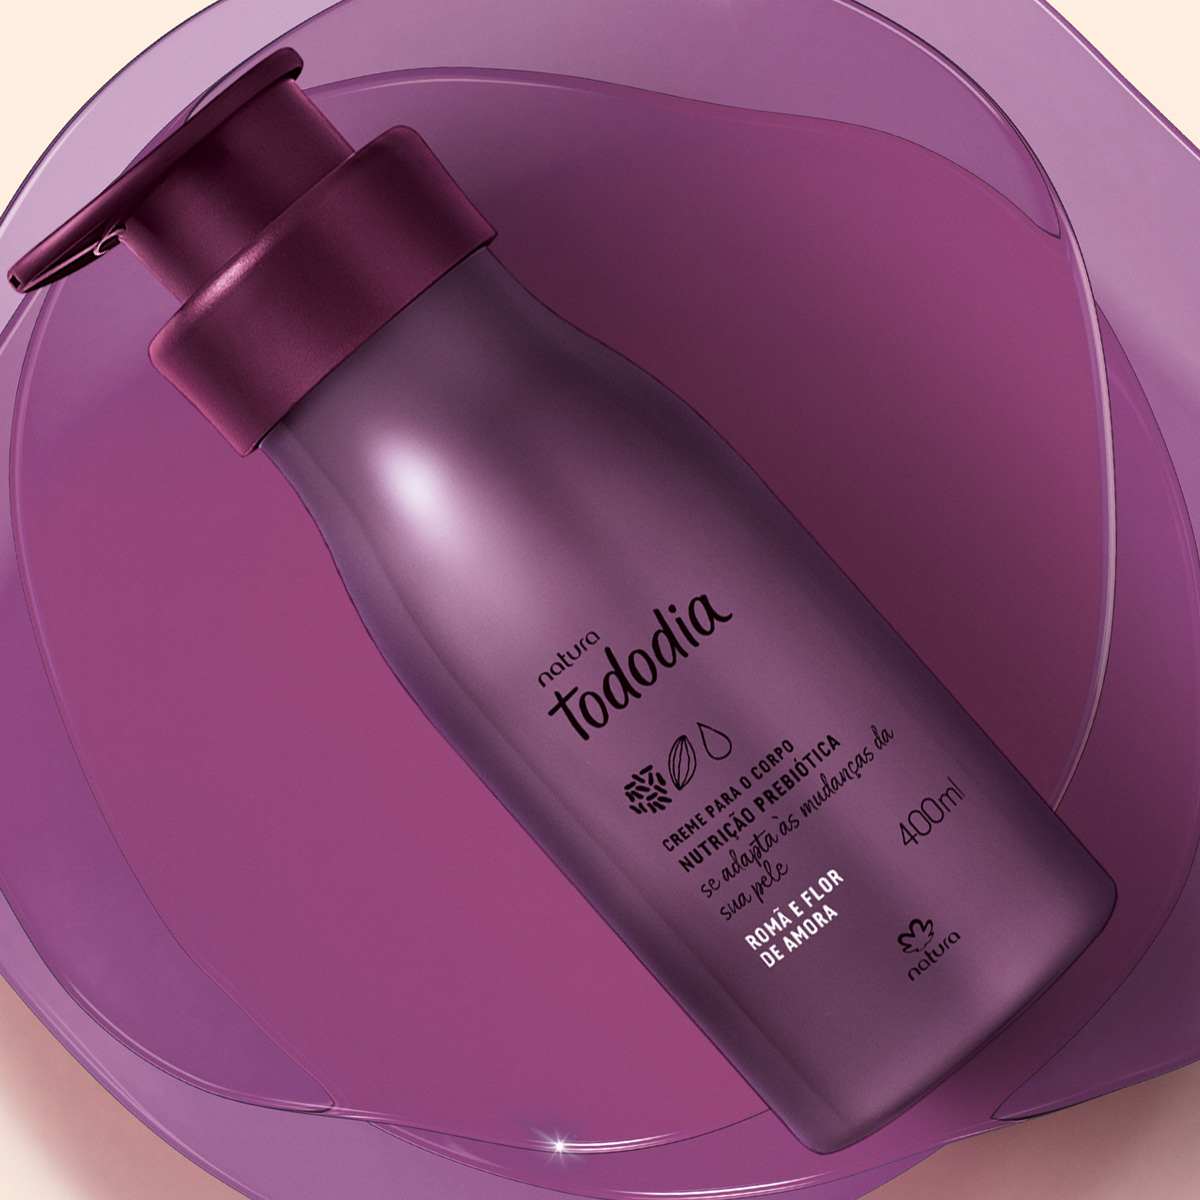 natura
tododia
CREME PARA O CORPO
NUTRIÇÃO PREBIÓTICA
se adapta às mudanças da
sua pele
400ml
ROMÃ E FLOR
DE AMORA
natura